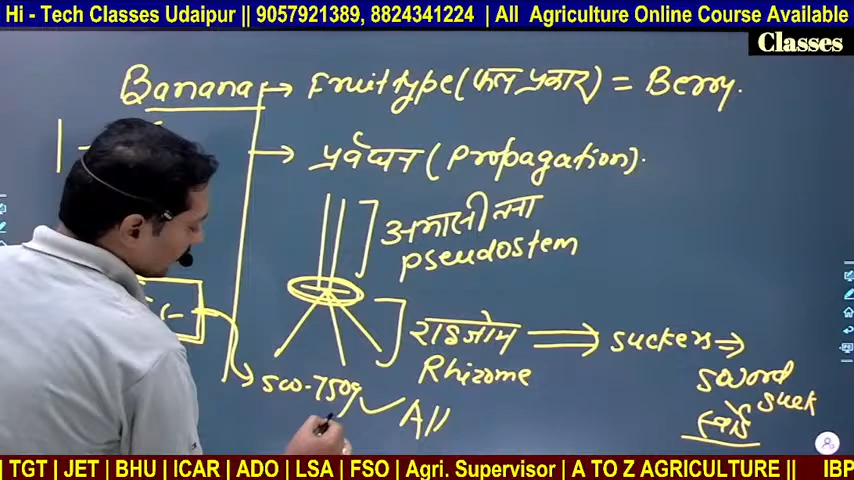 Hi - Tech Classes Udaipur || 9057921389, 8824341224 | All Agriculture Online Course Available
Classes
Banana → Fruit type (फल प्रकार) = Berry.
→ प्रवर्धन (Propagation).
आभासी तना
pseudostem
राइजोम ⇒ suckers ⇒
Rhizome
sword
suck
500-750g ✓ All
| TGT | JET | BHU | ICAR | ADO | LSA | FSO | Agri. Supervisor | A TO Z AGRICULTURE || IBP